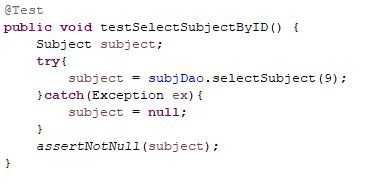 @Test
public void testSelectSubjectByID() {
    Subject subject;
    try{
        subject = subjDao.selectSubject(9);
    }catch(Exception ex){
        subject = null;
    }
    assertNotNull(subject);
}